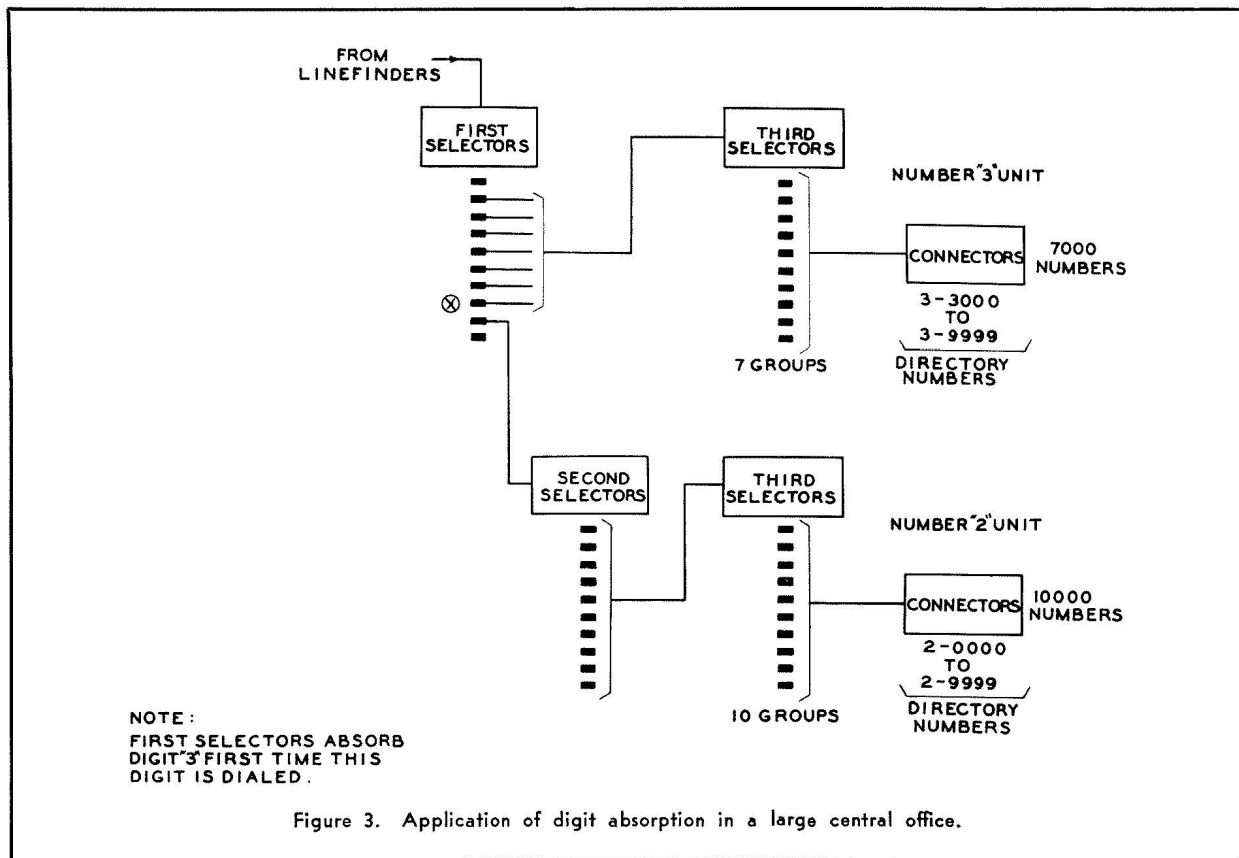 FROM
LINEFINDERS
FIRST
SELECTORS
THIRD
SELECTORS
NUMBER "3" UNIT
CONNECTORS
7000
NUMBERS
3-3000
TO
3-9999
DIRECTORY
NUMBERS
7 GROUPS
SECOND
SELECTORS
THIRD
SELECTORS
NUMBER "2" UNIT
CONNECTORS
10000
NUMBERS
2-0000
TO
2-9999
DIRECTORY
NUMBERS
10 GROUPS
NOTE:
FIRST SELECTORS ABSORB
DIGIT "3" FIRST TIME THIS
DIGIT IS DIALED.
Figure 3. Application of digit absorption in a large central office.